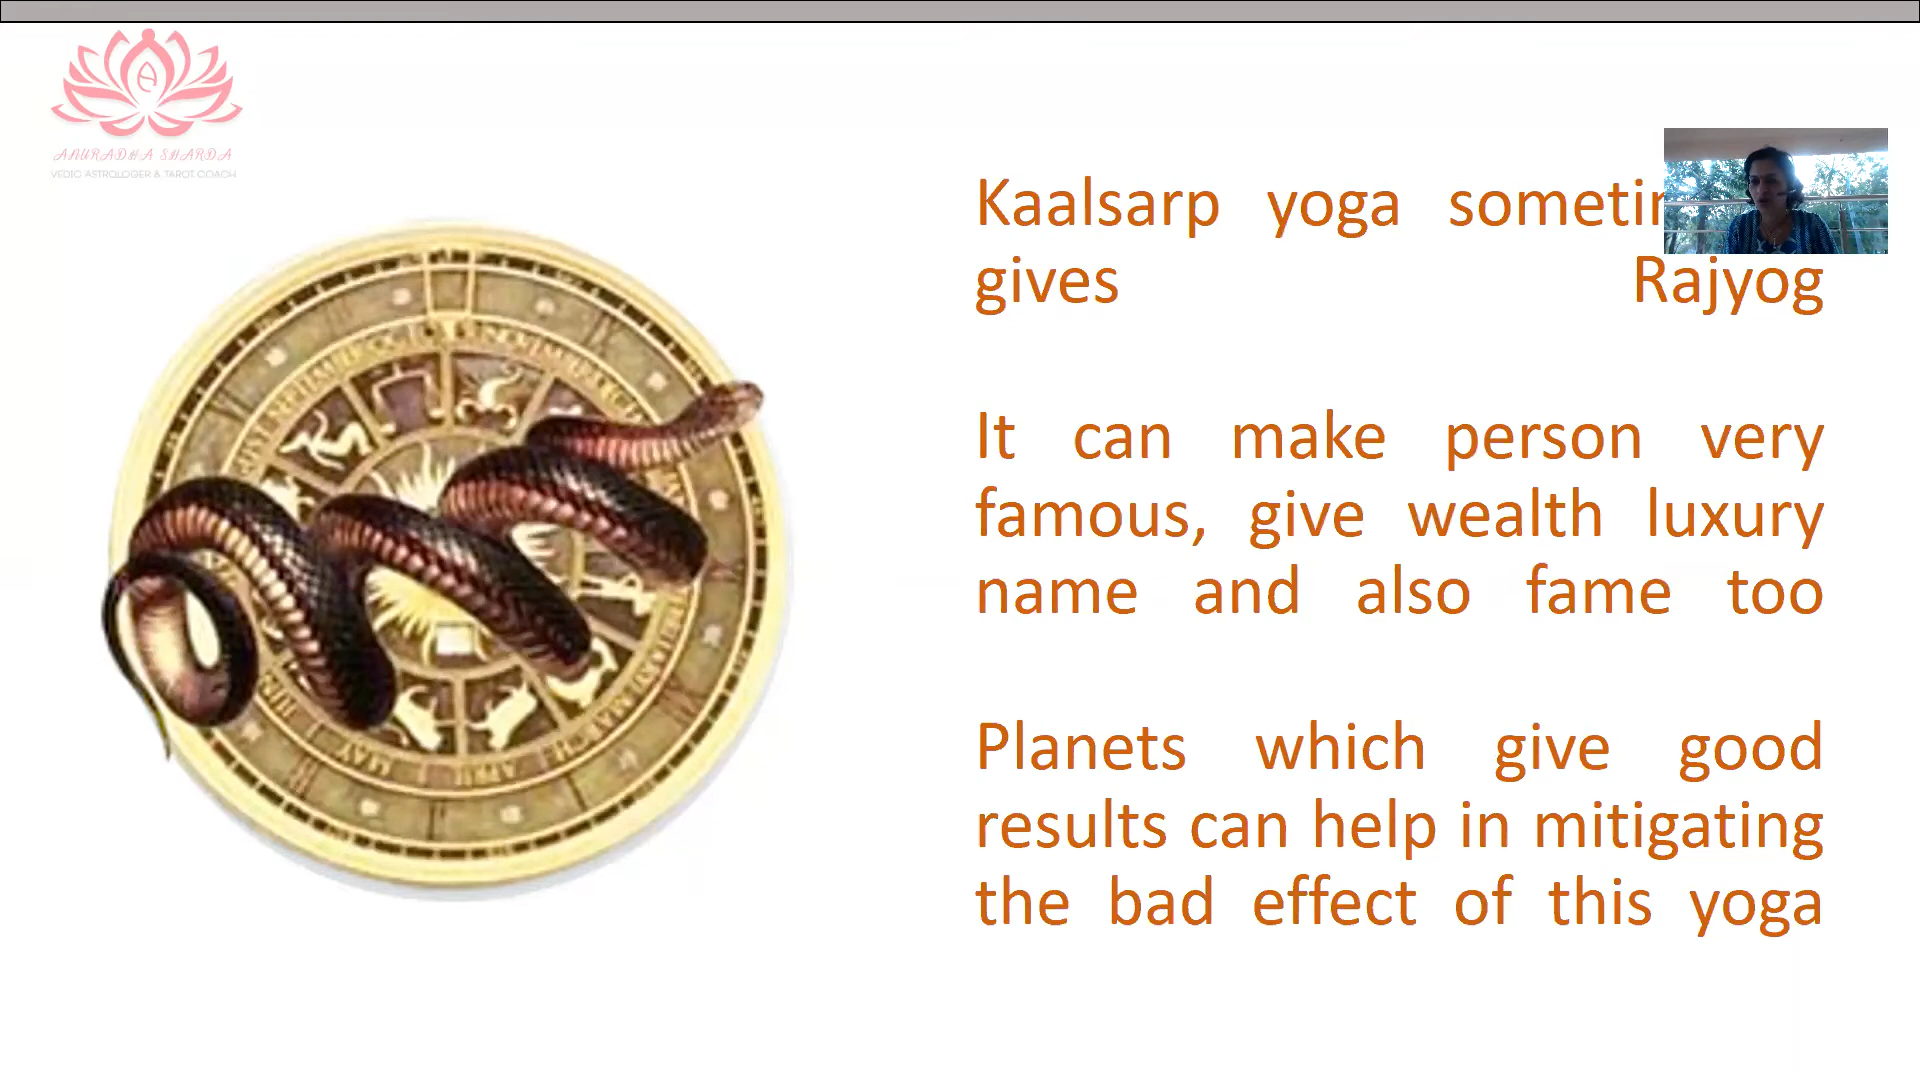 ANURADHA SHARDA
VEDIC ASTROLOGER & TAROT COACH
Kaalsarp yoga
gives Rajyog
It can make person very
famous, give wealth luxury
name and also fame too
Planets which give good
results can help in mitigating
the bad effect of this yoga
MAY
APRIL